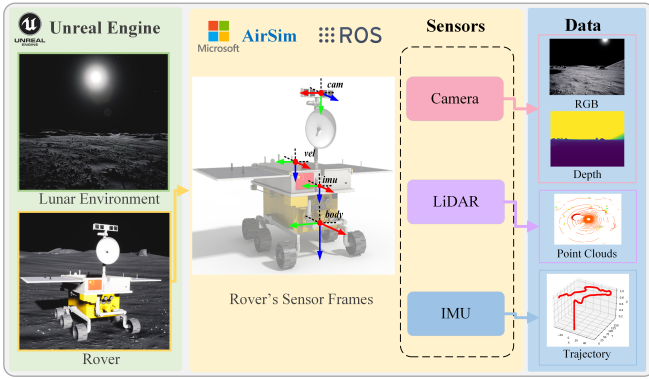 UNREAL
ENGINE
Unreal Engine
Lunar Environment
Rover
Microsoft
AirSim
ROS
cam
vel
imu
body
Rover's Sensor Frames
Sensors
Camera
LiDAR
IMU
Data
RGB
Depth
Point Clouds
Trajectory